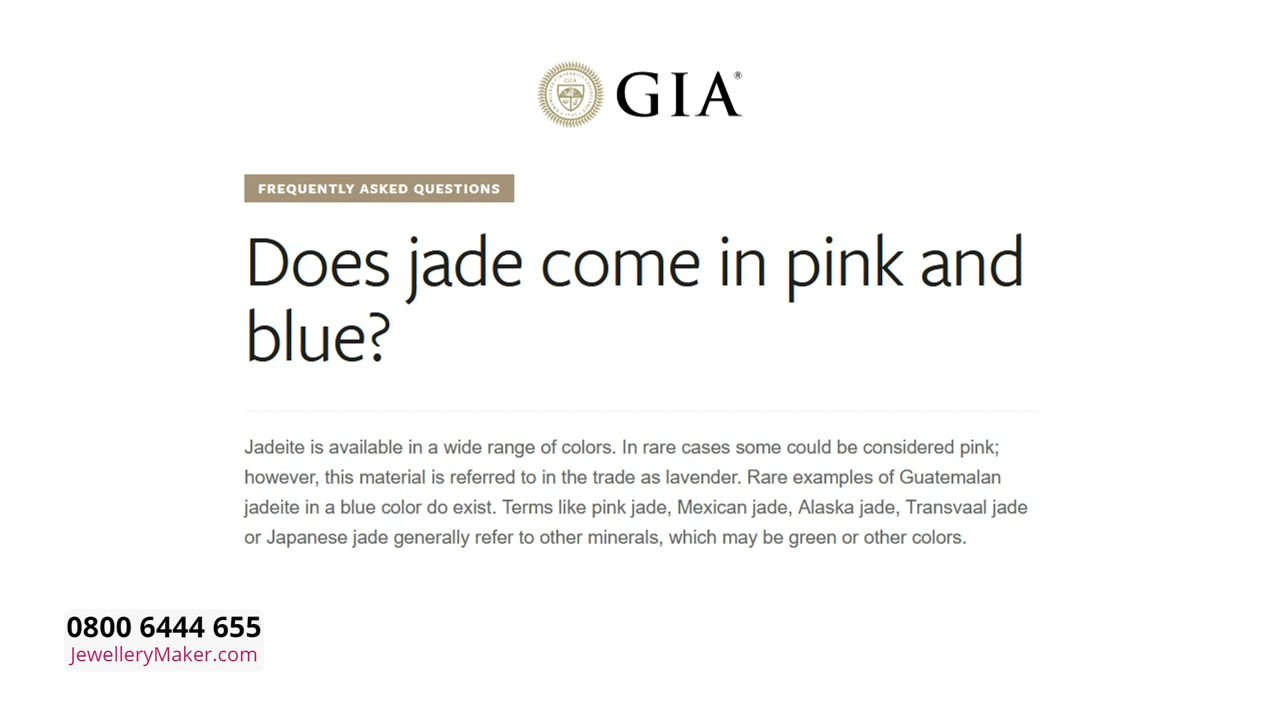 GIA®
FREQUENTLY ASKED QUESTIONS
Does jade come in pink and
blue?
Jadeite is available in a wide range of colors. In rare cases some could be considered pink;
however, this material is referred to in the trade as lavender. Rare examples of Guatemalan
jadeite in a blue color do exist. Terms like pink jade, Mexican jade, Alaska jade, Transvaal jade
or Japanese jade generally refer to other minerals, which may be green or other colors.
0800 6444 655
JewelleryMaker.com